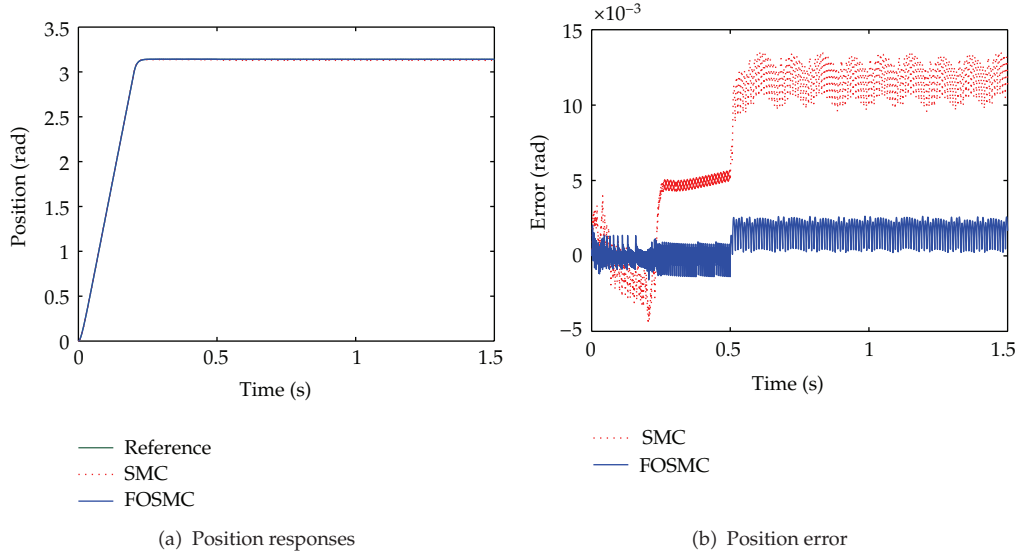 3.5
3
2.5
2
1.5
1
0.5
0
0 0.5 1 1.5
Position (rad)
Time (s)
Reference
SMC
FOSMC
(a) Position responses
×10−3
15
10
5
0
−5
0 0.5 1 1.5
Error (rad)
Time (s)
SMC
FOSMC
(b) Position error